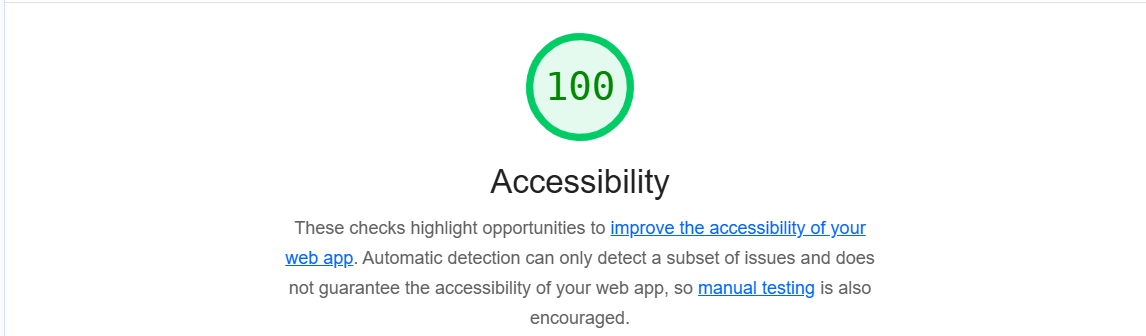 100
Accessibility
These checks highlight opportunities to improve the accessibility of your
web app. Automatic detection can only detect a subset of issues and does
not guarantee the accessibility of your web app, so manual testing is also
encouraged.